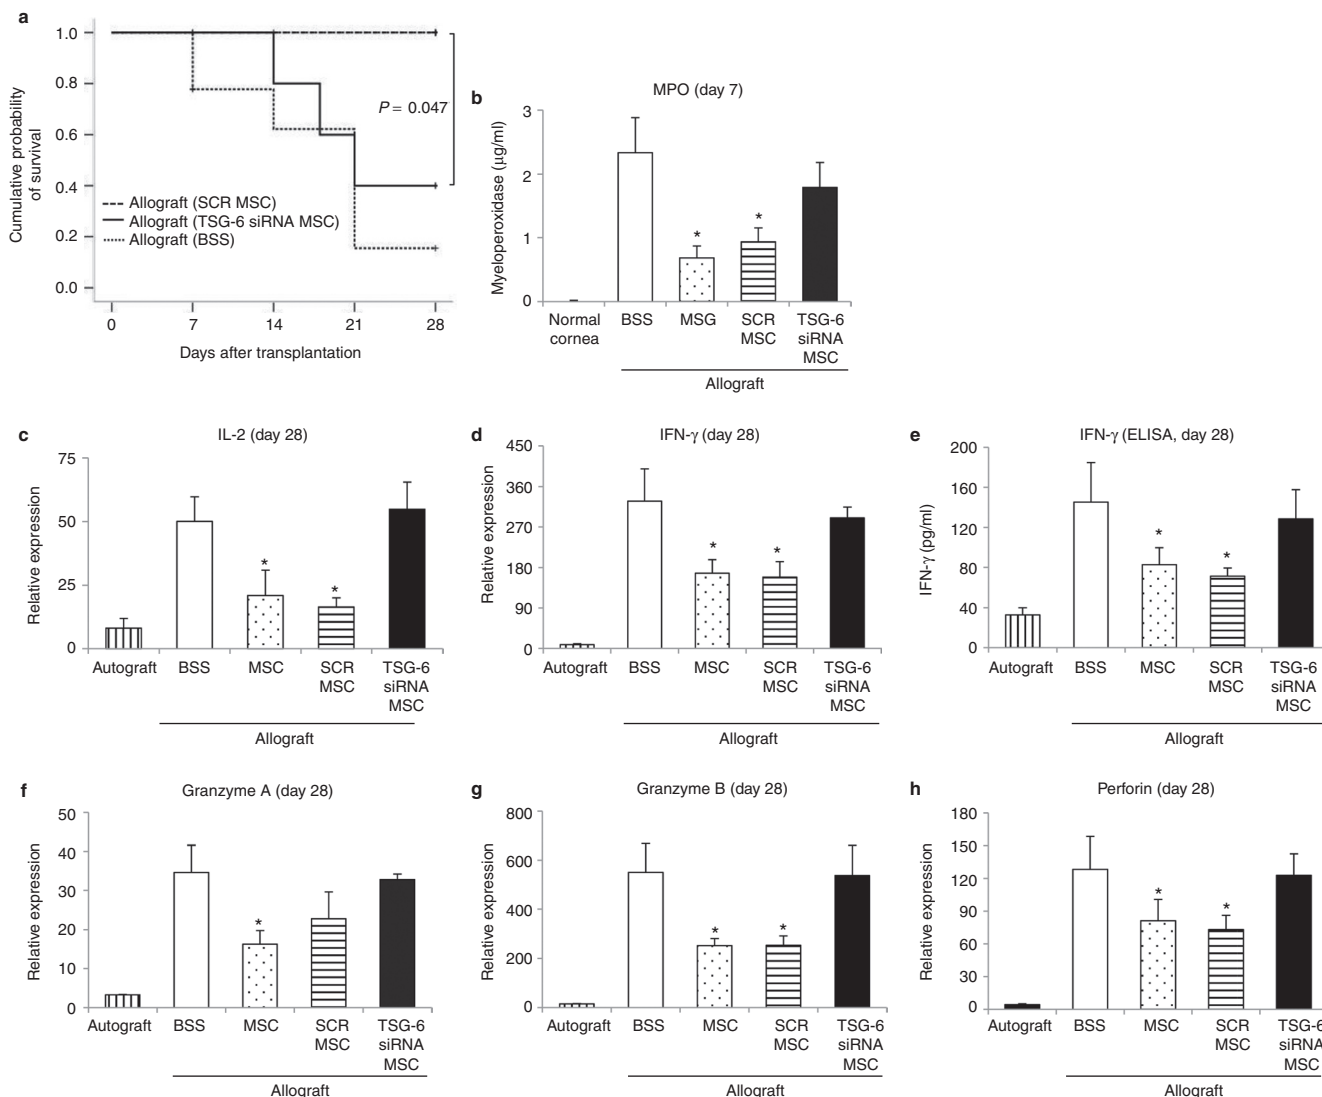 a
1.0
0.8
0.6
0.4
0.2
0.0
Cumulative probability
of survival
P = 0.047
Allograft (SCR MSC)
Allograft (TSG-6 siRNA MSC)
Allograft (BSS)
0 7 14 21 28
Days after transplantation
b
MPO (day 7)
Myeloperoxidase (μg/ml)
3
2
1
0
* *
Normal cornea BSS MSG SCR MSC TSG-6 siRNA MSC
Allograft
c
IL-2 (day 28)
Relative expression
75
50
25
0
* *
Autograft BSS MSC SCR MSC TSG-6 siRNA MSC
Allograft
d
IFN-γ (day 28)
Relative expression
450
360
270
180
90
0
* *
Autograft BSS MSC SCR MSC TSG-6 siRNA MSC
Allograft
e
IFN-γ (ELISA, day 28)
IFN-γ (pg/ml)
200
160
120
80
40
0
* *
Autograft BSS MSC SCR MSC TSG-6 siRNA MSC
Allograft
f
Granzyme A (day 28)
Relative expression
50
40
30
20
10
0
*
Autograft BSS MSC SCR MSC TSG-6 siRNA MSC
Allograft
g
Granzyme B (day 28)
Relative expression
800
600
400
200
0
* *
Autograft BSS MSC SCR MSC TSG-6 siRNA MSC
Allograft
h
Perforin (day 28)
Relative expression
180
150
120
90
60
30
0
* *
Autograft BSS MSC SCR MSC TSG-6 siRNA MSC
Allograft